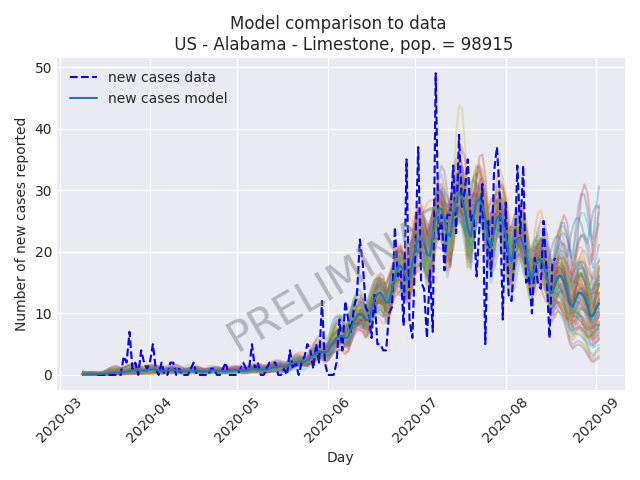 Model comparison to data
US - Alabama - Limestone, pop. = 98915
new cases data
new cases model
Number of new cases reported
50
40
30
20
10
0
2020-03
2020-04
2020-05
2020-06
2020-07
2020-08
2020-09
Day